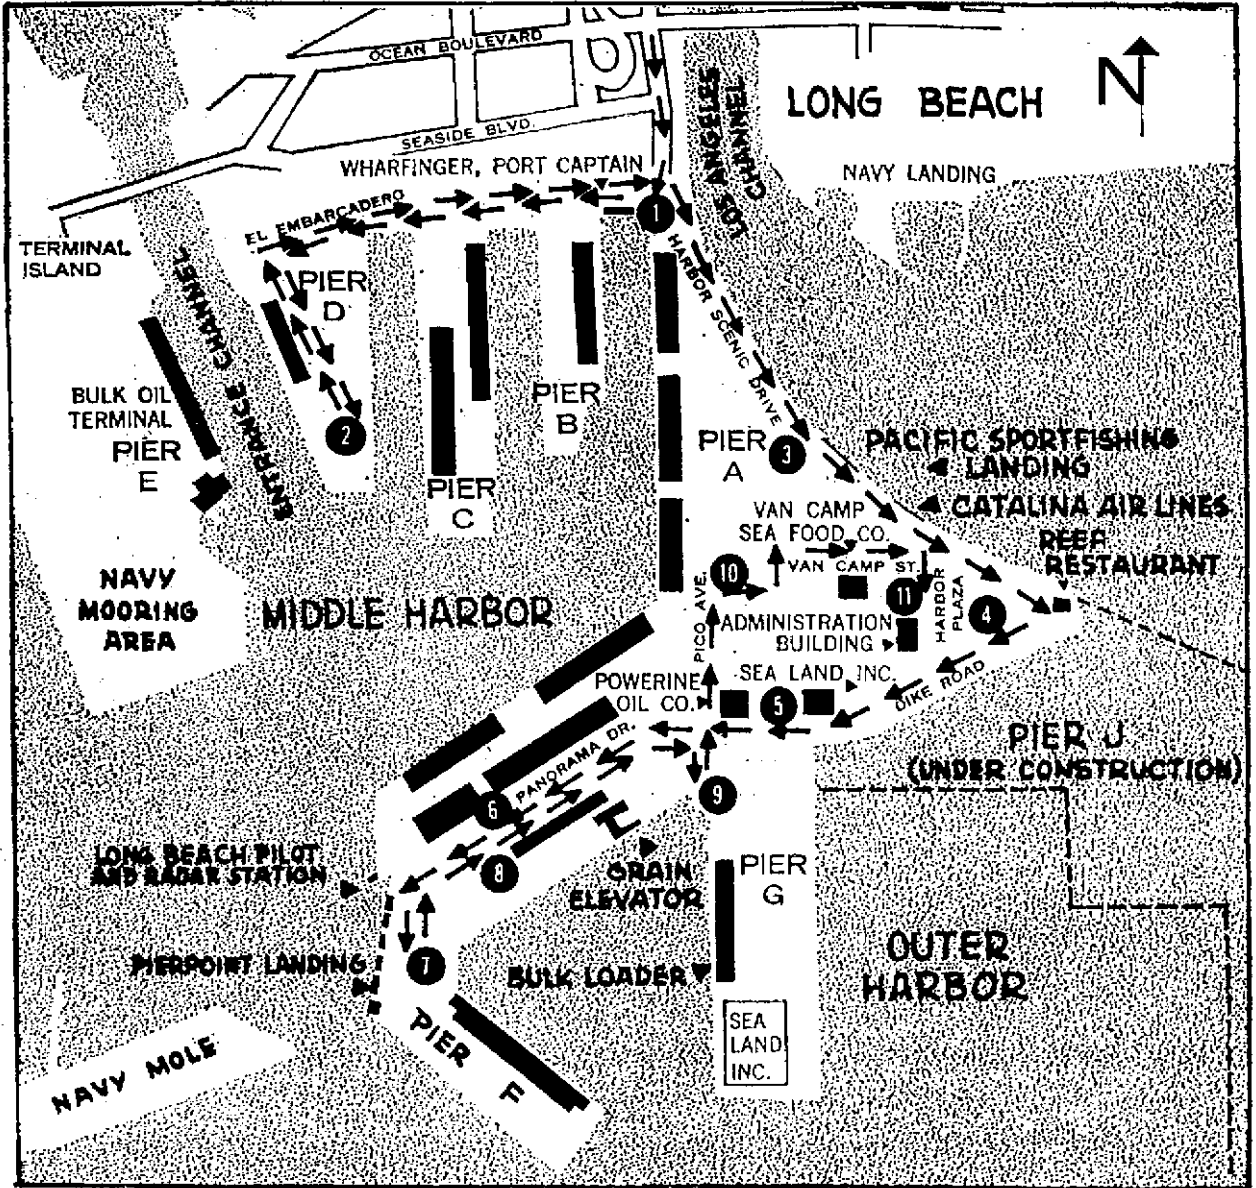 OCEAN BOULEVARD
SEASIDE BLVD.
LOS ANGELES
CHANNEL
LONG BEACH
N
WHARFINGER, PORT CAPTAIN
NAVY LANDING
EL EMBARCADERO
1
TERMINAL
ISLAND
ENTRANCE CHANNEL
PIER
D
HARBOR SCENIC DRIVE
BULK OIL
TERMINAL
PIER
E
2
PIER
B
PIER
C
PIER
A
3
PACIFIC SPORTFISHING
LANDING
CATALINA AIR LINES
REEF
RESTAURANT
VAN CAMP
SEA FOOD CO.
VAN CAMP ST.
10
11
HARBOR
PLAZA
4
NAVY
MOORING
AREA
MIDDLE HARBOR
PICO AVE.
ADMINISTRATION
BUILDING
SEA LAND INC.
POWERINE
OIL CO.
5
DIKE ROAD
PANORAMA DR.
PIER J
(UNDER CONSTRUCTION)
6
9
8
LONG BEACH PILOT
AND RADAR STATION
GRAIN
ELEVATOR
PIER
G
OUTER
HARBOR
PIERPOINT LANDING
7
BULK LOADER
PIER F
SEA
LAND
INC.
NAVY MOLE